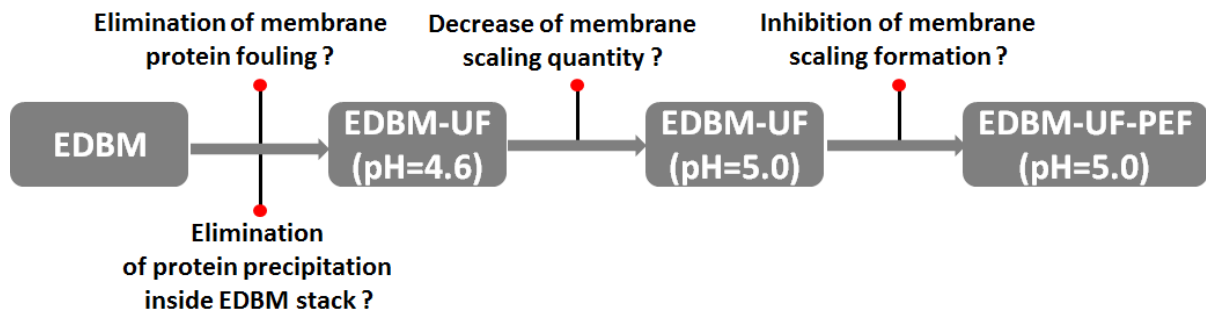 Elimination of membrane
protein fouling ?
Decrease of membrane
scaling quantity ?
Inhibition of membrane
scaling formation ?
EDBM
EDBM-UF
(pH=4.6)
EDBM-UF
(pH=5.0)
EDBM-UF-PEF
(pH=5.0)
Elimination
of protein precipitation
inside EDBM stack ?